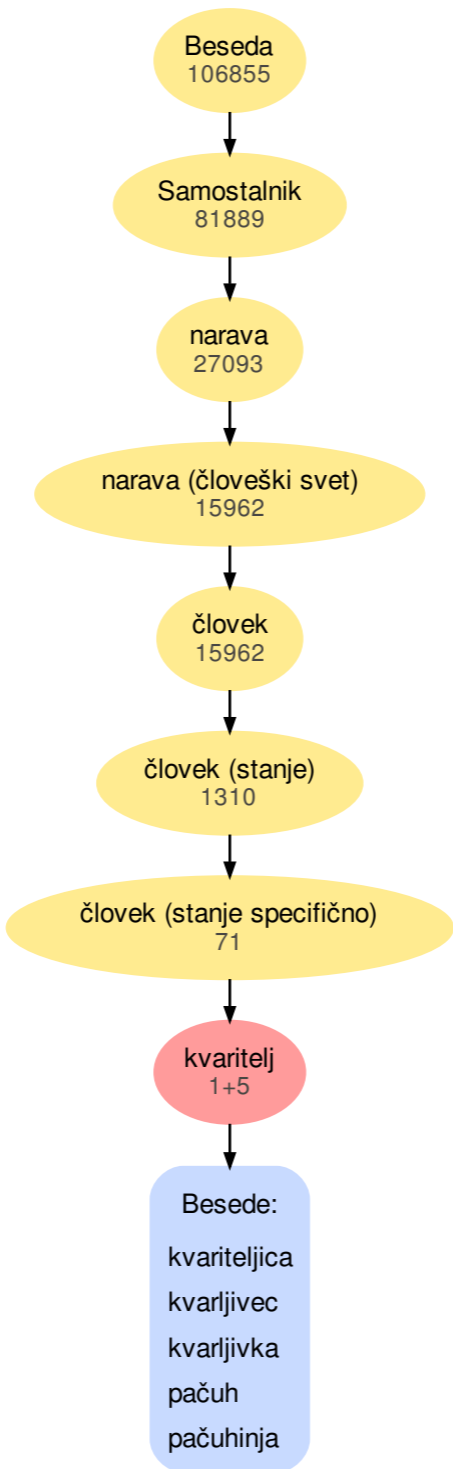 Beseda
106855
Samostalnik
81889
narava
27093
narava (človeški svet)
15962
človek
15962
človek (stanje)
1310
človek (stanje specifično)
71
kvaritelj
1+5
Besede:
kvariteljica
kvarljivec
kvarljivka
pačuh
pačuhinja